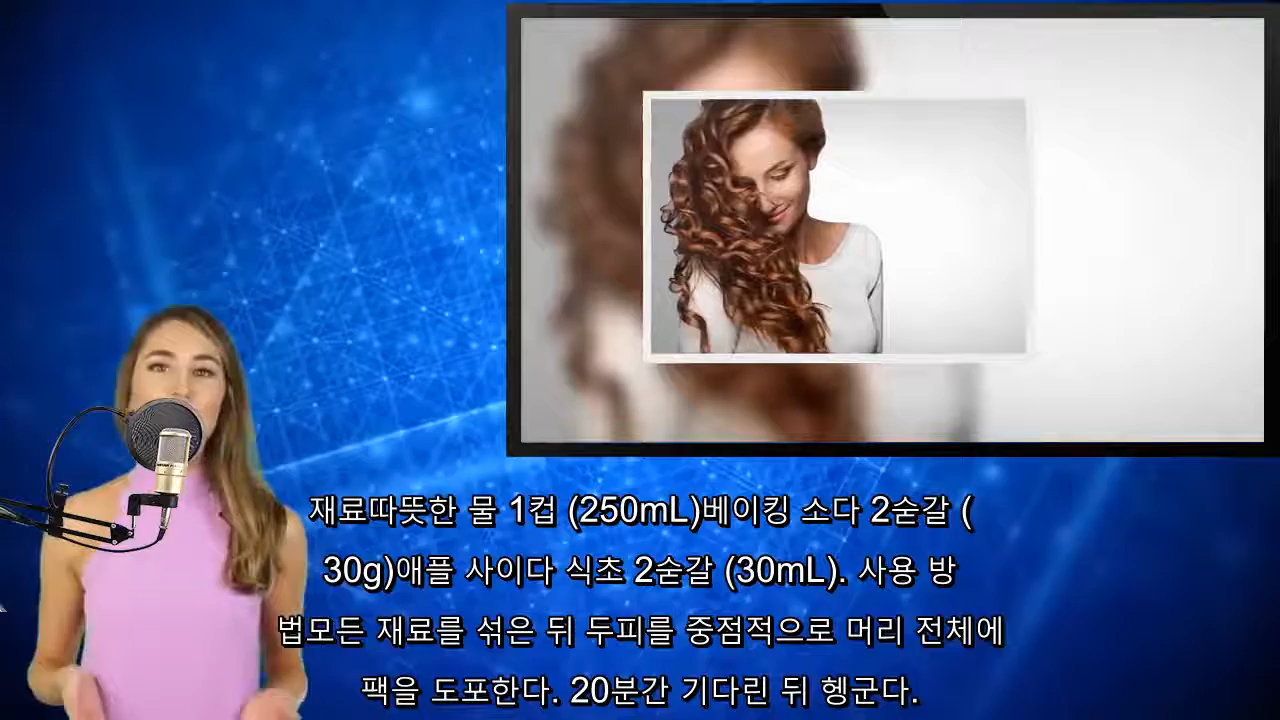 재료따뜻한 물 1컵 (250mL)베이킹 소다 2숟갈 (
30g)애플 사이다 식초 2숟갈 (30mL). 사용 방
법모든 재료를 섞은 뒤 두피를 중점적으로 머리 전체에
팩을 도포한다. 20분간 기다린 뒤 헹군다.